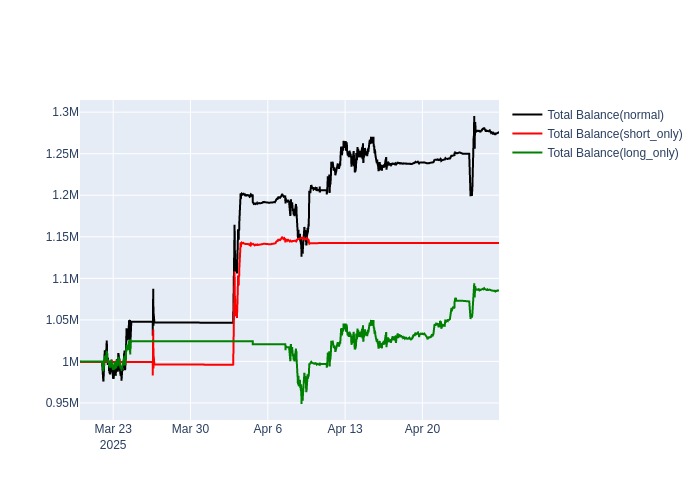 1.3M
1.25M
1.2M
1.15M
1.1M
1.05M
1M
0.95M
Mar 23
2025
Mar 30
Apr 6
Apr 13
Apr 20
Total Balance(normal)
Total Balance(short_only)
Total Balance(long_only)